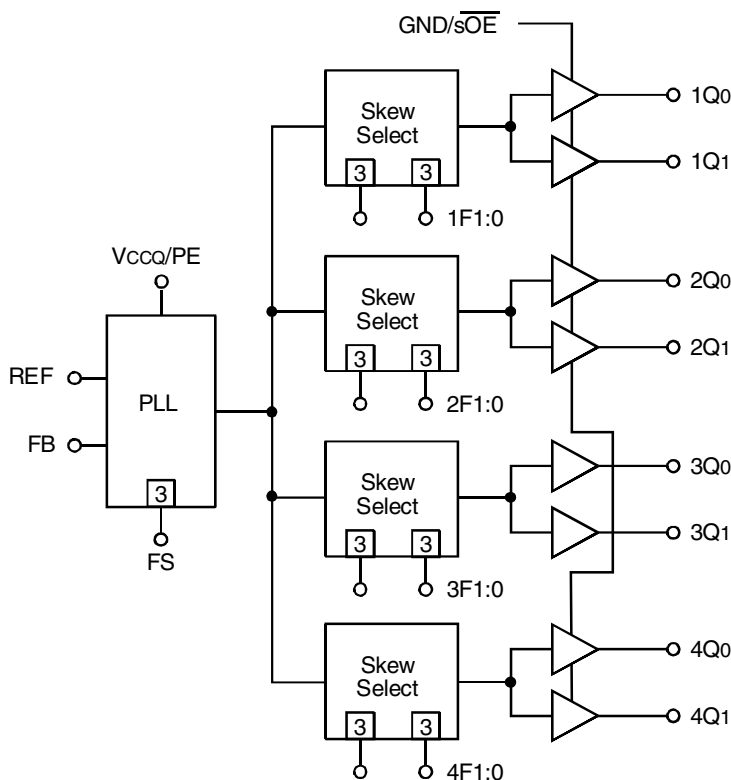 GND/sOE
Skew
Select
3 3
1F1:0
1Q0
1Q1
VCCQ/PE
REF
FB
PLL
3
FS
Skew
Select
3 3
2F1:0
2Q0
2Q1
Skew
Select
3 3
3F1:0
3Q0
3Q1
Skew
Select
3 3
4F1:0
4Q0
4Q1